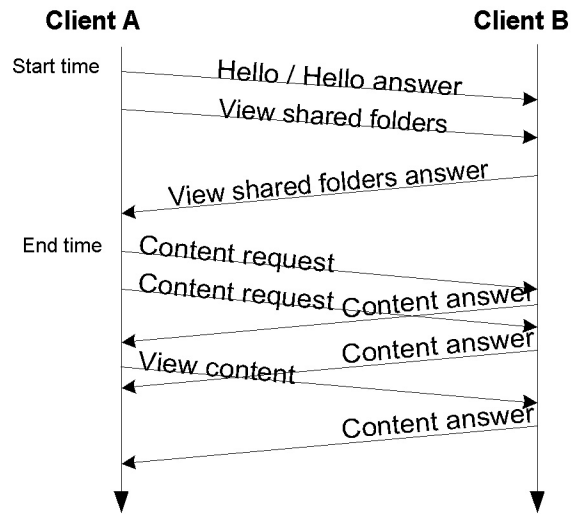 Client A
Client B
Start time
Hello / Hello answer
View shared folders
View shared folders answer
End time
Content request
Content request
Content answer
Content answer
View content
Content answer